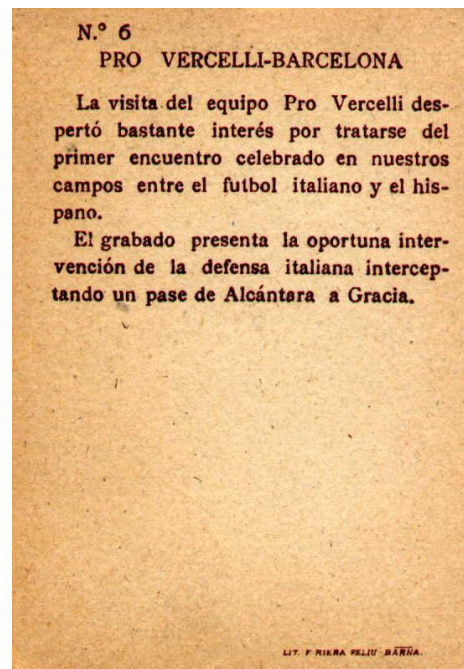 N.º 6
PRO VERCELLI-BARCELONA
La visita del equipo Pro Vercelli des-
pertó bastante interés por tratarse del
primer encuentro celebrado en nuestros
campos entre el futbol italiano y el his-
pano.
El grabado presenta la oportuna inter-
vención de la defensa italiana intercep-
tando un pase de Alcántara a Gracia.
LIT. F RIERA FELIU BARNA.